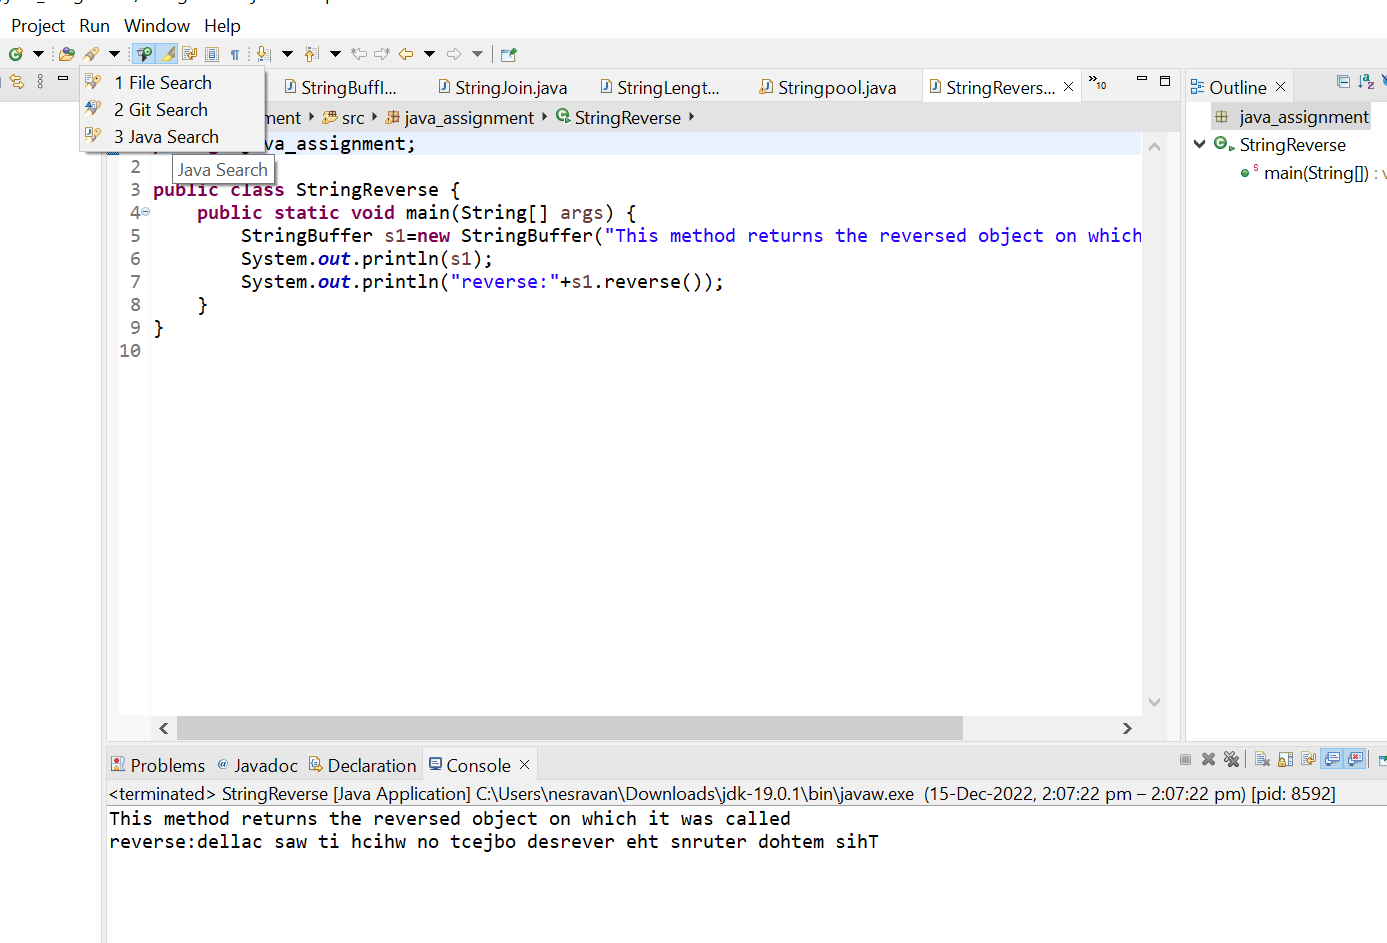 Project Run Window Help
1 File Search
2 Git Search
3 Java Search
Java Search
StringBuffI... StringJoin.java StringLengt... Stringpool.java StringRevers... 10
src java_assignment StringReverse
va_assignment;
2
3 public class StringReverse {
4 public static void main(String[] args) {
5 StringBuffer s1=new StringBuffer("This method returns the reversed object on which
6 System.out.println(s1);
7 System.out.println("reverse:"+s1.reverse());
8 }
9 }
10
Outline
java_assignment
StringReverse
main(String[]) :
Problems Javadoc Declaration Console
<terminated> StringReverse [Java Application] C:\Users\nesravan\Downloads\jdk-19.0.1\bin\javaw.exe (15-Dec-2022, 2:07:22 pm – 2:07:22 pm) [pid: 8592]
This method returns the reversed object on which it was called
reverse:dellac saw ti hcihw no tcejbo desrever eht snruter dohtem sihT